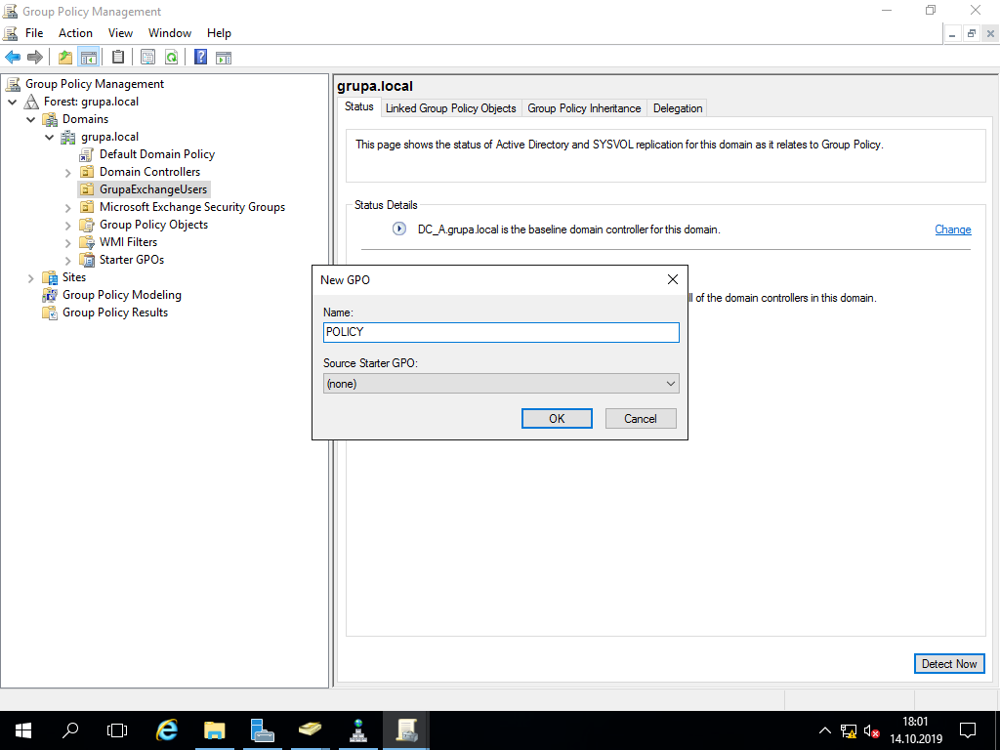 Group Policy Management
File Action View Window Help
Group Policy Management
Forest: grupa.local
Domains
grupa.local
Default Domain Policy
Domain Controllers
GrupaExchangeUsers
Microsoft Exchange Security Groups
Group Policy Objects
WMI Filters
Starter GPOs
Sites
Group Policy Modeling
Group Policy Results
grupa.local
Status Linked Group Policy Objects Group Policy Inheritance Delegation
This page shows the status of Active Directory and SYSVOL replication for this domain as it relates to Group Policy.
Status Details
DC_A.grupa.local is the baseline domain controller for this domain. Change
ll of the domain controllers in this domain.
New GPO
Name:
POLICY
Source Starter GPO:
(none)
OK Cancel
Detect Now
18:01
14.10.2019